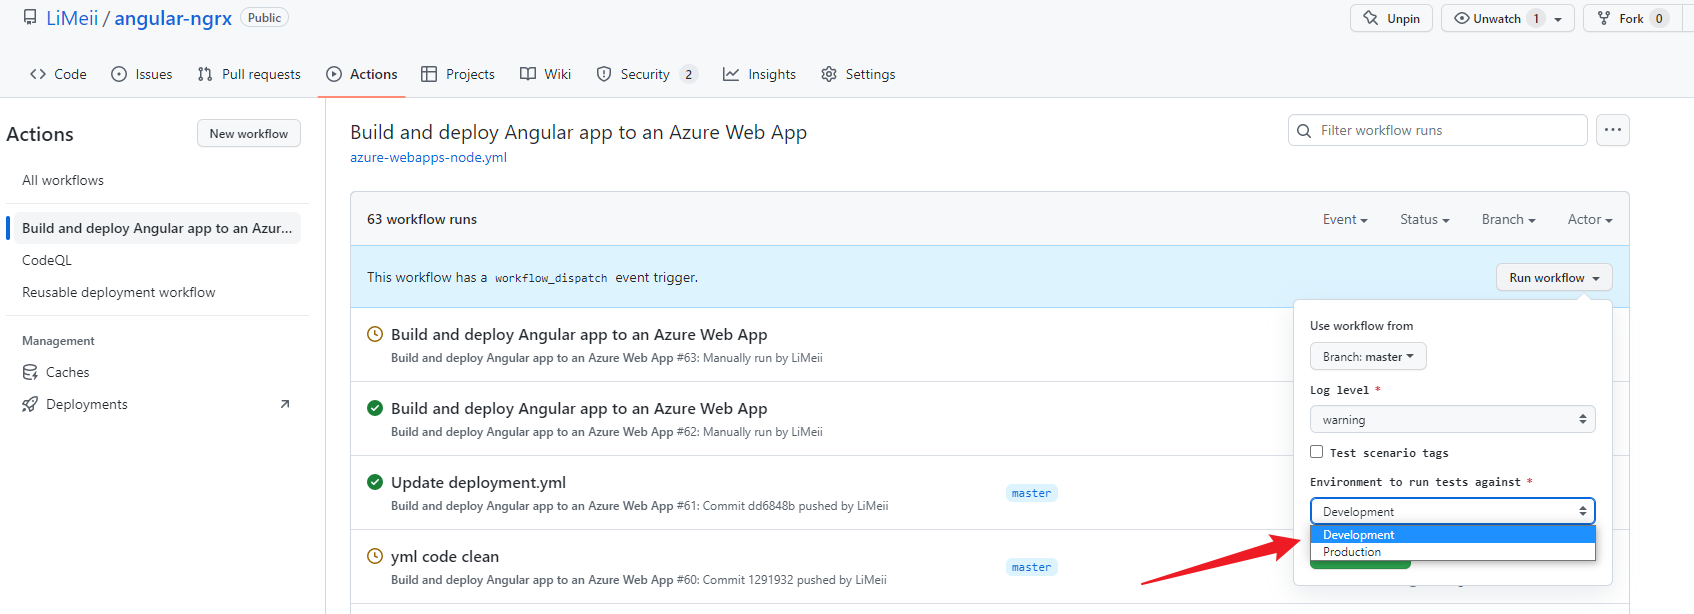 LiMeii / angular-ngrx Public
Unpin
Unwatch 1
Fork 0
Code
Issues
Pull requests
Actions
Projects
Wiki
Security 2
Insights
Settings
Actions
New workflow
All workflows
Build and deploy Angular app to an Azur...
CodeQL
Reusable deployment workflow
Management
Caches
Deployments
Build and deploy Angular app to an Azure Web App
azure-webapps-node.yml
Filter workflow runs
63 workflow runs
Event
Status
Branch
Actor
This workflow has a workflow_dispatch event trigger.
Run workflow
Build and deploy Angular app to an Azure Web App
Build and deploy Angular app to an Azure Web App #63: Manually run by LiMeii
Build and deploy Angular app to an Azure Web App
Build and deploy Angular app to an Azure Web App #62: Manually run by LiMeii
Update deployment.yml
Build and deploy Angular app to an Azure Web App #61: Commit dd6848b pushed by LiMeii
master
yml code clean
Build and deploy Angular app to an Azure Web App #60: Commit 1291932 pushed by LiMeii
master
Use workflow from
Branch: master
Log level *
warning
Test scenario tags
Environment to run tests against *
Development
Development
Production